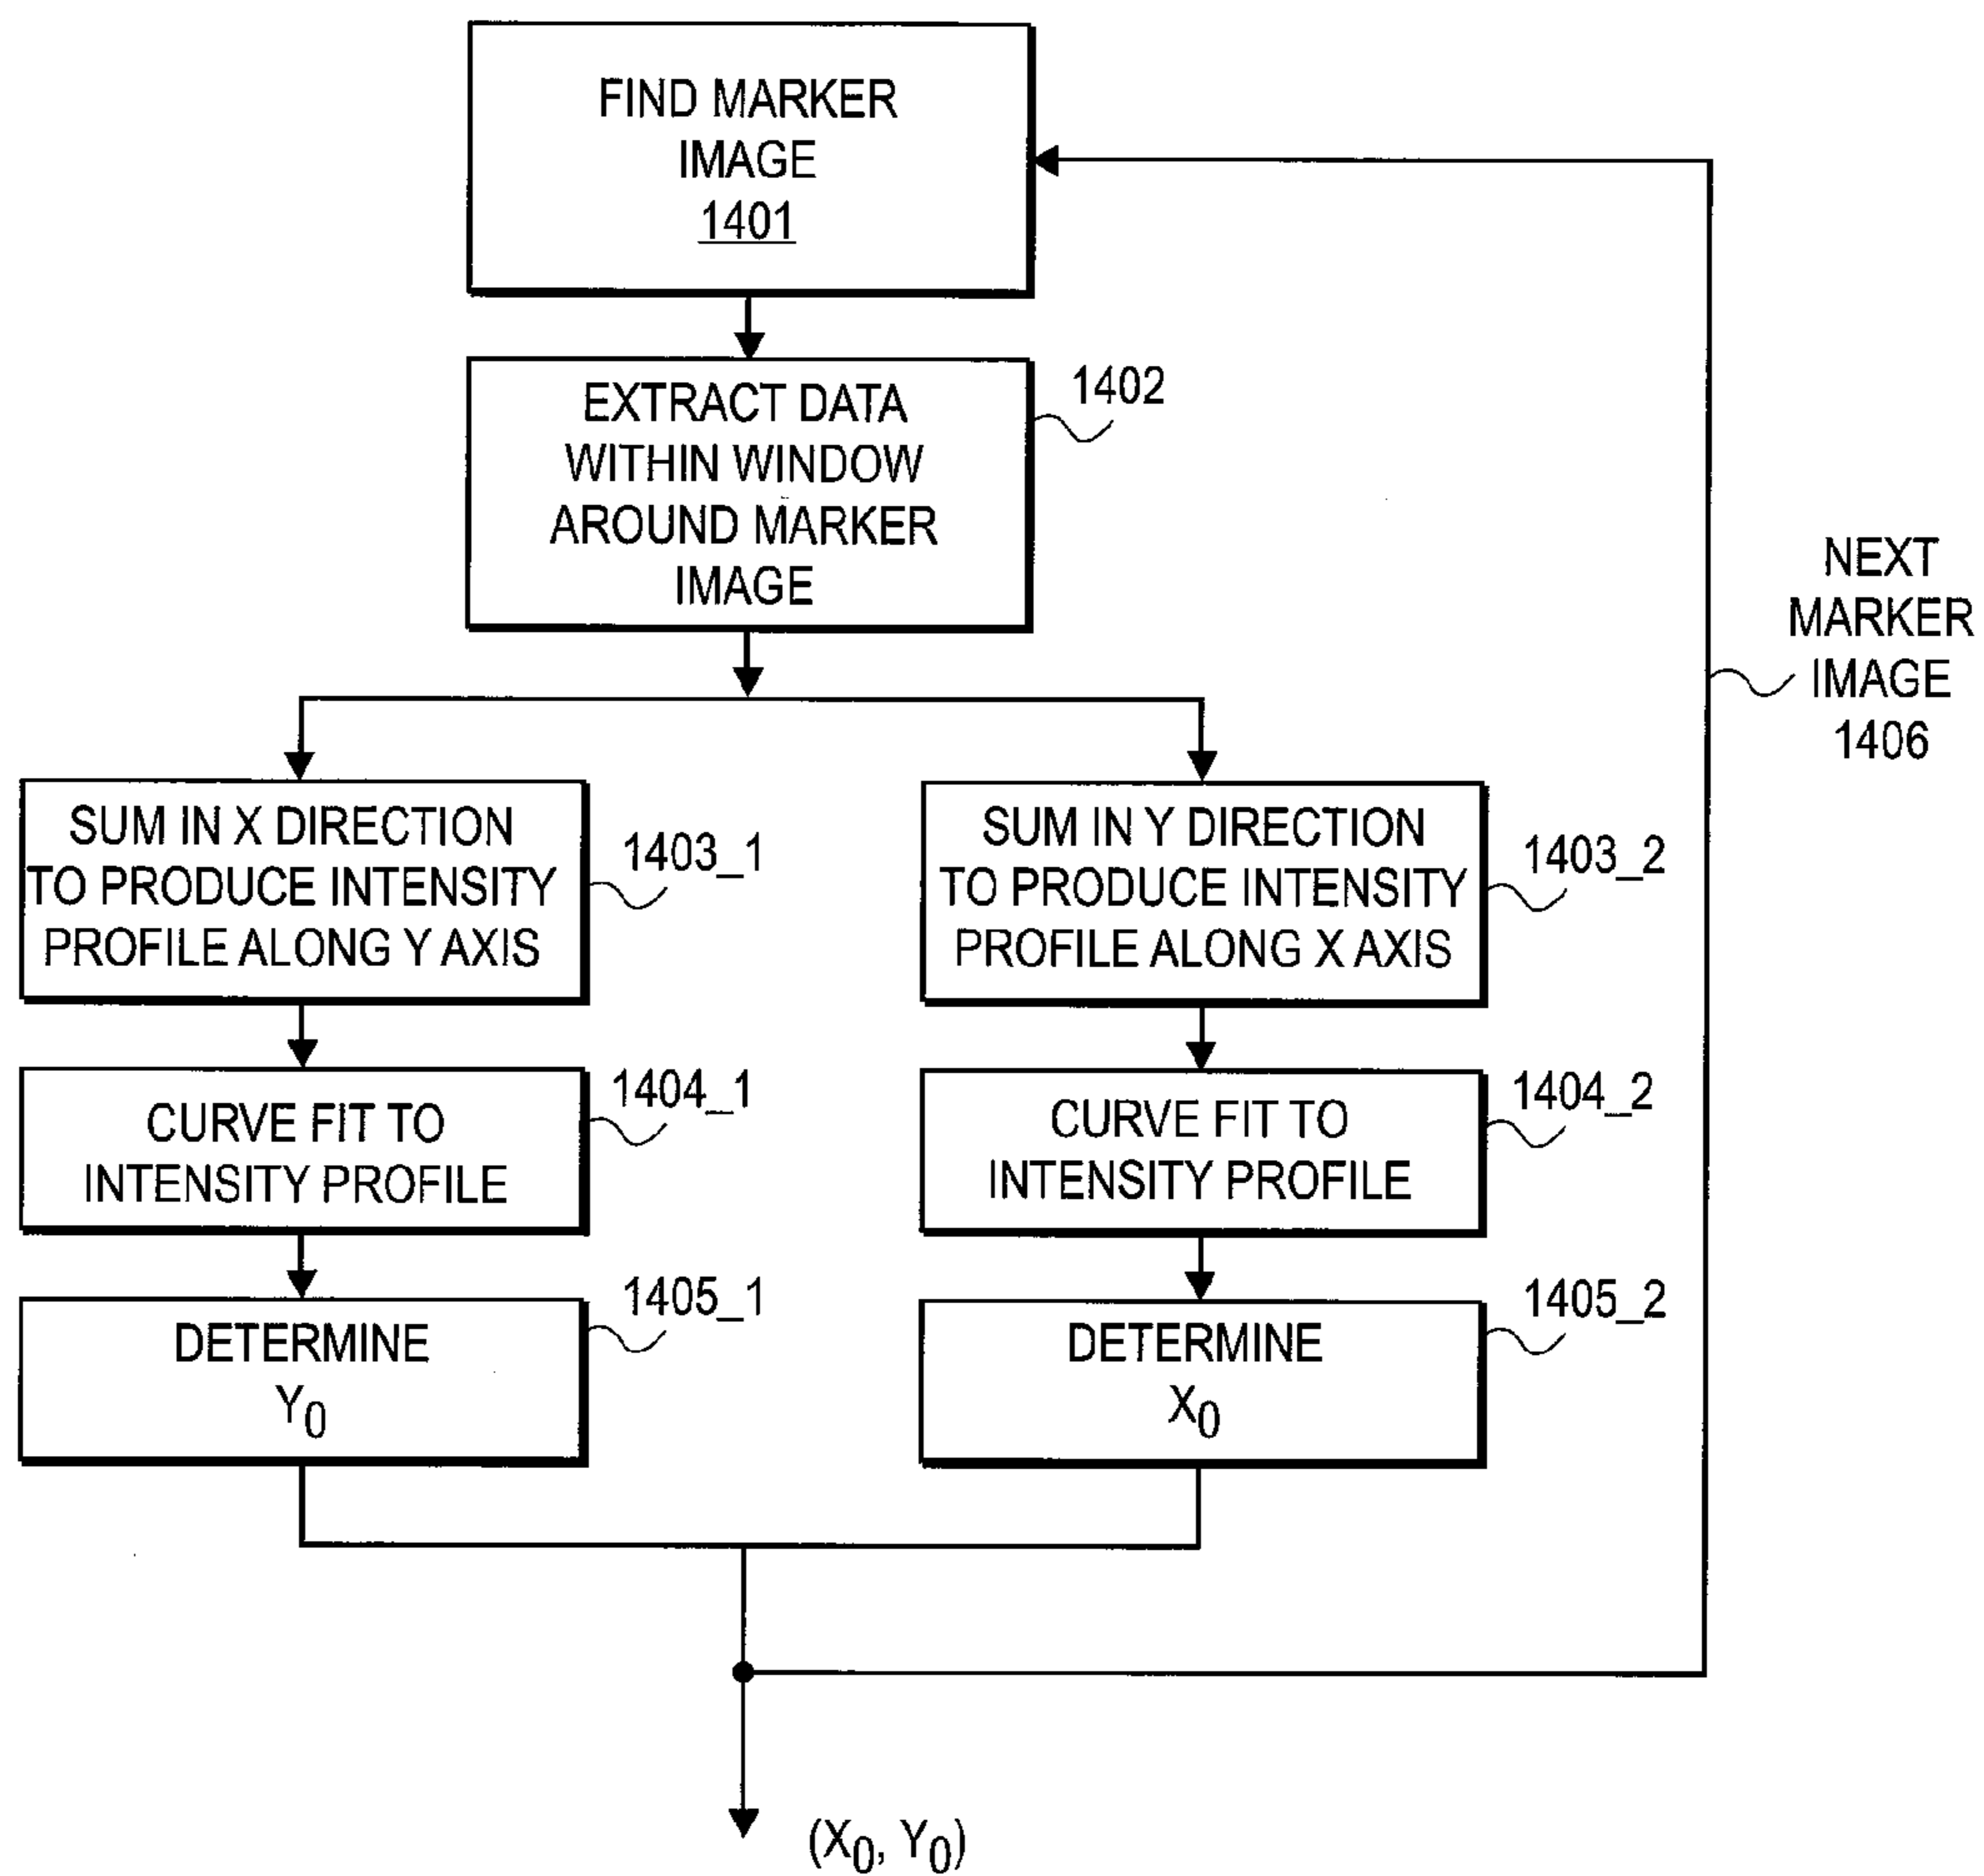 FIND MARKER
IMAGE
1401
EXTRACT DATA
WITHIN WINDOW
AROUND MARKER
IMAGE
1402
NEXT
MARKER
IMAGE
1406
SUM IN X DIRECTION
TO PRODUCE INTENSITY
PROFILE ALONG Y AXIS
1403_1
SUM IN Y DIRECTION
TO PRODUCE INTENSITY
PROFILE ALONG X AXIS
1403_2
CURVE FIT TO
INTENSITY PROFILE
1404_1
CURVE FIT TO
INTENSITY PROFILE
1404_2
DETERMINE
Y₀
1405_1
DETERMINE
X₀
1405_2
(X₀, Y₀)